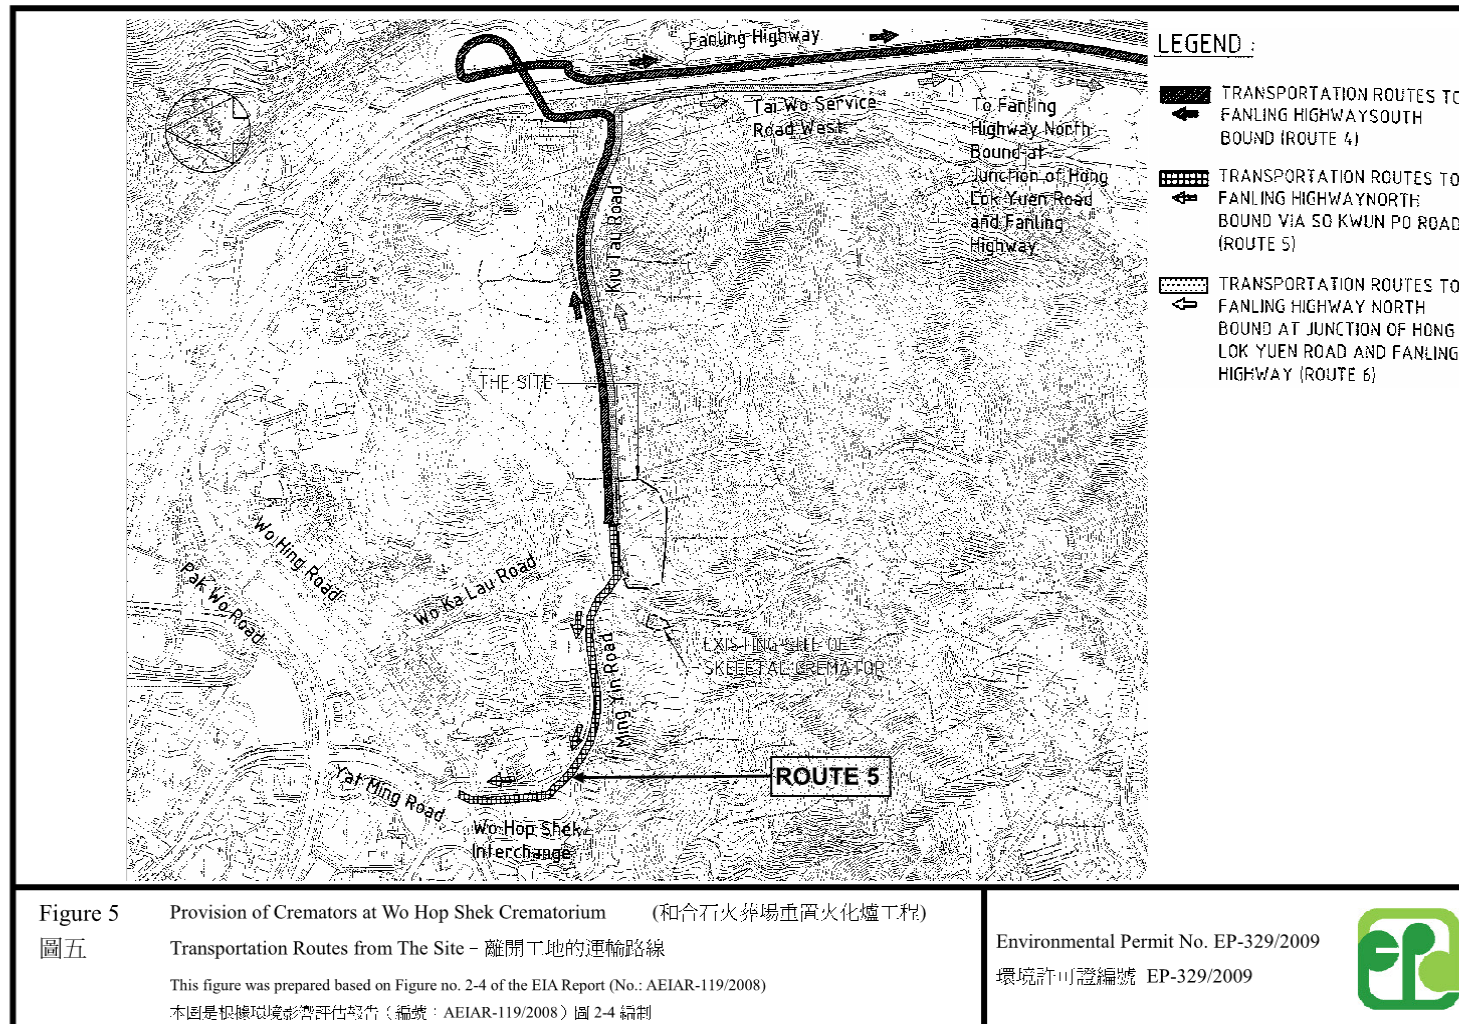 Fanling Highway
LEGEND :
TRANSPORTATION ROUTES TO
FANLING HIGHWAYSOUTH
BOUND (ROUTE 4)
TRANSPORTATION ROUTES TO
FANLING HIGHWAYNORTH
BOUND VIA SO KWUN PO ROAD
(ROUTE 5)
TRANSPORTATION ROUTES TO
FANLING HIGHWAY NORTH
BOUND AT JUNCTION OF HONG
LOK YUEN ROAD AND FANLING
HIGHWAY (ROUTE 6)
Tai Wo Service
Road West
To Fanling
Highway North
Bound at
Junction of Hong
Lok Yuen Road
and Fanling
Highway
Kiu Tau Road
THE SITE
Wo Hing Road
Pak Wo Road
Wo Ka Lau Road
EXISTING SITE OF
SKELETAL CREMATOR
Ming Yin Road
ROUTE 5
Yat Ming Road
Wo Hop Shek
Interchange
Figure 5
圖五
Provision of Cremators at Wo Hop Shek Crematorium (和合石火葬場重置火化爐工程)
Transportation Routes from The Site – 離開工地的運輸路線
This figure was prepared based on Figure no. 2-4 of the EIA Report (No.: AEIAR-119/2008)
本圖是根據環境影響評估報告（編號：AEIAR-119/2008）圖 2-4 編制
Environmental Permit No. EP-329/2009
環境許可證編號 EP-329/2009